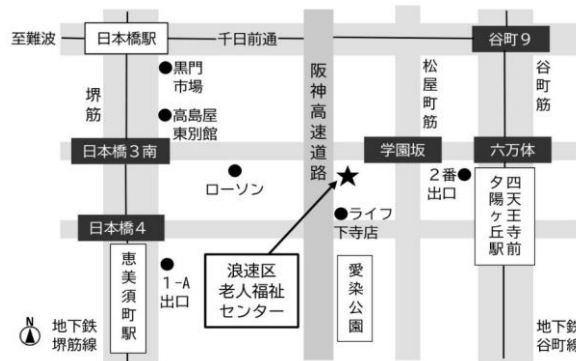 至難波
日本橋駅
千日前通
谷町9
黒門
市場
阪神高速道路
松屋町筋
谷町筋
堺筋
高島屋
東別館
日本橋3南
学園坂
六万体
ローソン
2番
出口
四天王寺前
夕陽ヶ丘駅
ライフ
下寺店
日本橋4
恵美須町駅
1-A
出口
浪速区
老人福祉
センター
愛染公園
N
地下鉄
堺筋線
地下鉄
谷町線